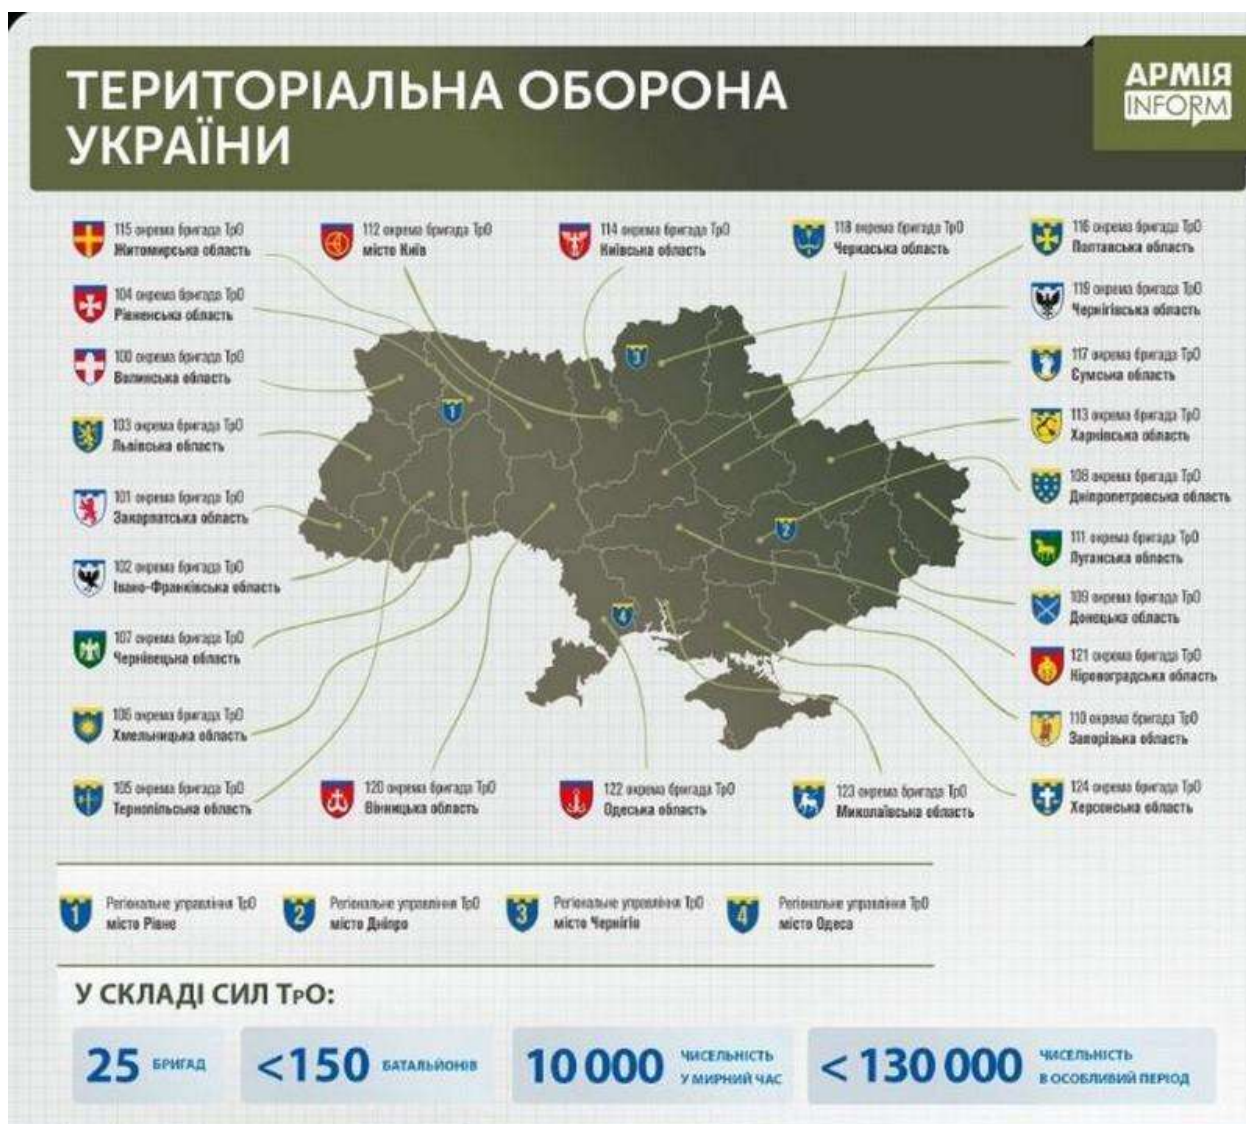 ТЕРИТОРІАЛЬНА ОБОРОНА
УКРАЇНИ
АРМІЯ
INFORM
115 окрема бригада ТрО
Житомирська область
112 окрема бригада ТрО
місто Київ
114 окрема бригада ТрО
Київська область
118 окрема бригада ТрО
Черкаська область
116 окрема бригада ТрО
Полтавська область
104 окрема бригада ТрО
Рівненська область
119 окрема бригада ТрО
Чернігівська область
100 окрема бригада ТрО
Волинська область
117 окрема бригада ТрО
Сумська область
103 окрема бригада ТрО
Львівська область
113 окрема бригада ТрО
Харківська область
101 окрема бригада ТрО
Закарпатська область
108 окрема бригада ТрО
Дніпропетровська область
102 окрема бригада ТрО
Івано-Франківська область
111 окрема бригада ТрО
Луганська область
107 окрема бригада ТрО
Чернівецька область
109 окрема бригада ТрО
Донецька область
106 окрема бригада ТрО
Хмельницька область
121 окрема бригада ТрО
Кіровоградська область
105 окрема бригада ТрО
Тернопільська область
110 окрема бригада ТрО
Запорізька область
120 окрема бригада ТрО
Вінницька область
122 окрема бригада ТрО
Одеська область
123 окрема бригада ТрО
Миколаївська область
124 окрема бригада ТрО
Херсонська область
3
1
2
4
1
Регіональне управління ТрО
місто Рівне
2
Регіональне управління ТрО
місто Дніпро
3
Регіональне управління ТрО
місто Чернігів
4
Регіональне управління ТрО
місто Одеса
У СКЛАДІ СИЛ ТрО:
25 БРИГАД
<150 БАТАЛЬЙОНІВ
10 000 ЧИСЕЛЬНІСТЬ
У МИРНИЙ ЧАС
< 130 000 ЧИСЕЛЬНІСТЬ
В ОСОБЛИВИЙ ПЕРІОД